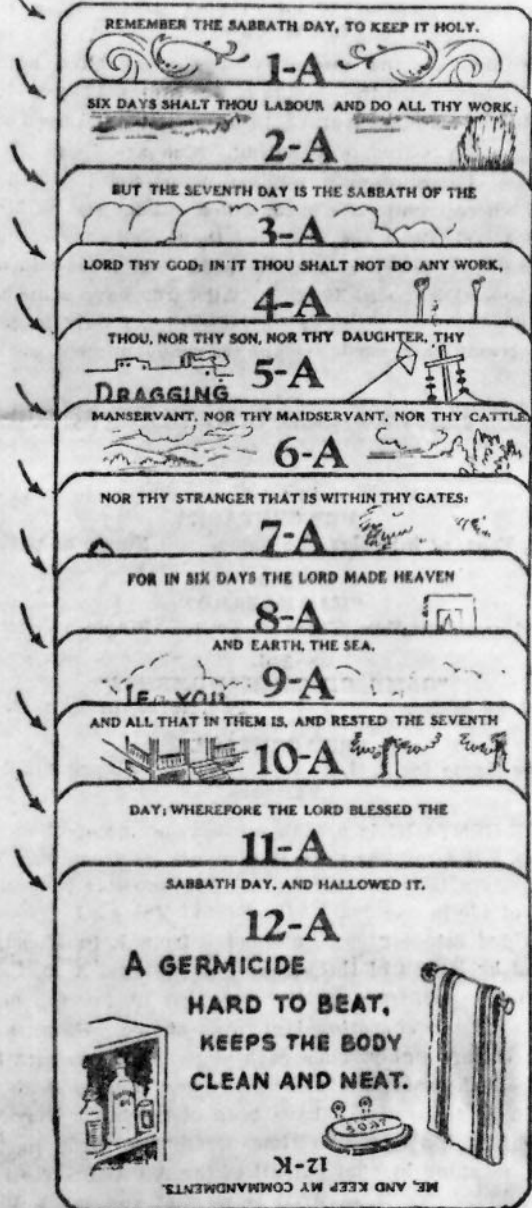 REMEMBER THE SABBATH DAY, TO KEEP IT HOLY.
1-A
SIX DAYS SHALT THOU LABOUR AND DO ALL THY WORK:
2-A
BUT THE SEVENTH DAY IS THE SABBATH OF THE
3-A
LORD THY GOD; IN IT THOU SHALT NOT DO ANY WORK,
4-A
THOU, NOR THY SON, NOR THY DAUGHTER, THY
5-A
DRAGGING
MANSERVANT, NOR THY MAIDSERVANT, NOR THY CATTLE,
6-A
NOR THY STRANGER THAT IS WITHIN THY GATES:
7-A
FOR IN SIX DAYS THE LORD MADE HEAVEN
8-A
AND EARTH, THE SEA,
9-A
IF YOU
AND ALL THAT IN THEM IS, AND RESTED THE SEVENTH
10-A
DAY; WHEREFORE THE LORD BLESSED THE
11-A
SABBATH DAY, AND HALLOWED IT.
12-A
A GERMICIDE
HARD TO BEAT,
KEEPS THE BODY
CLEAN AND NEAT.
12-K
ME, AND KEEP MY COMMANDMENTS.